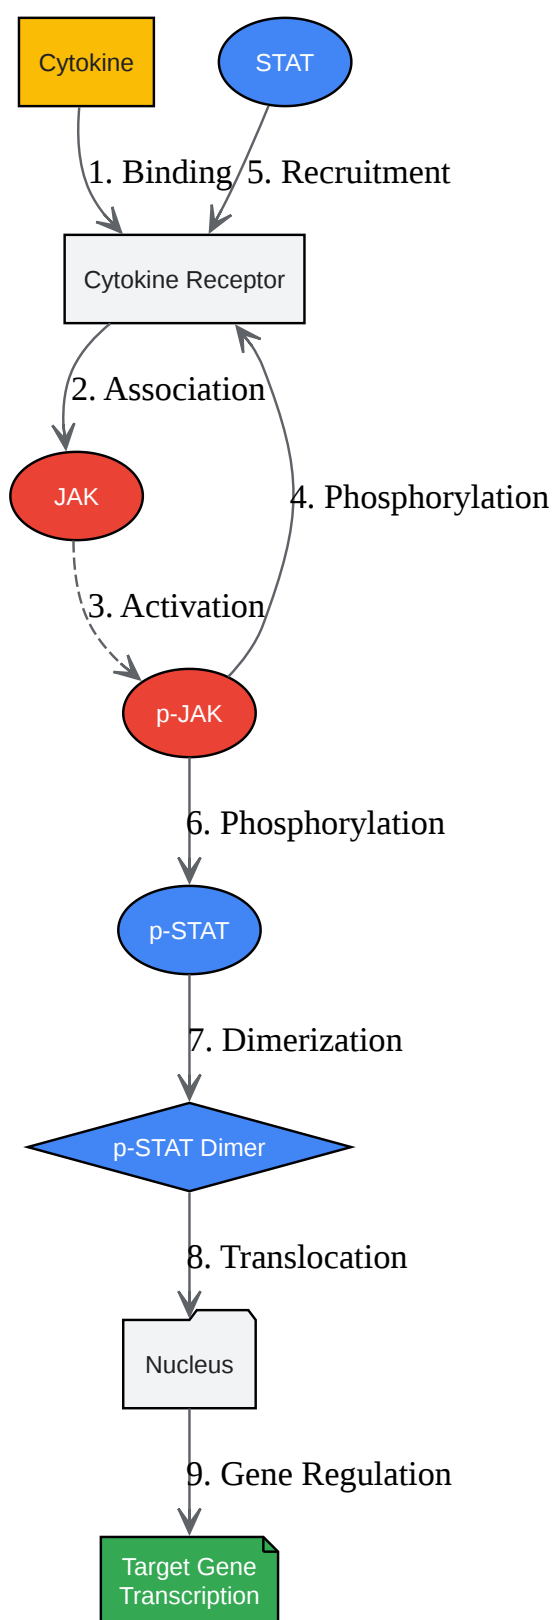 Cytokine
STAT
1. Binding
5. Recruitment
Cytokine Receptor
2. Association
JAK
4. Phosphorylation
3. Activation
p-JAK
6. Phosphorylation
p-STAT
7. Dimerization
p-STAT Dimer
8. Translocation
Nucleus
9. Gene Regulation
Target Gene
Transcription